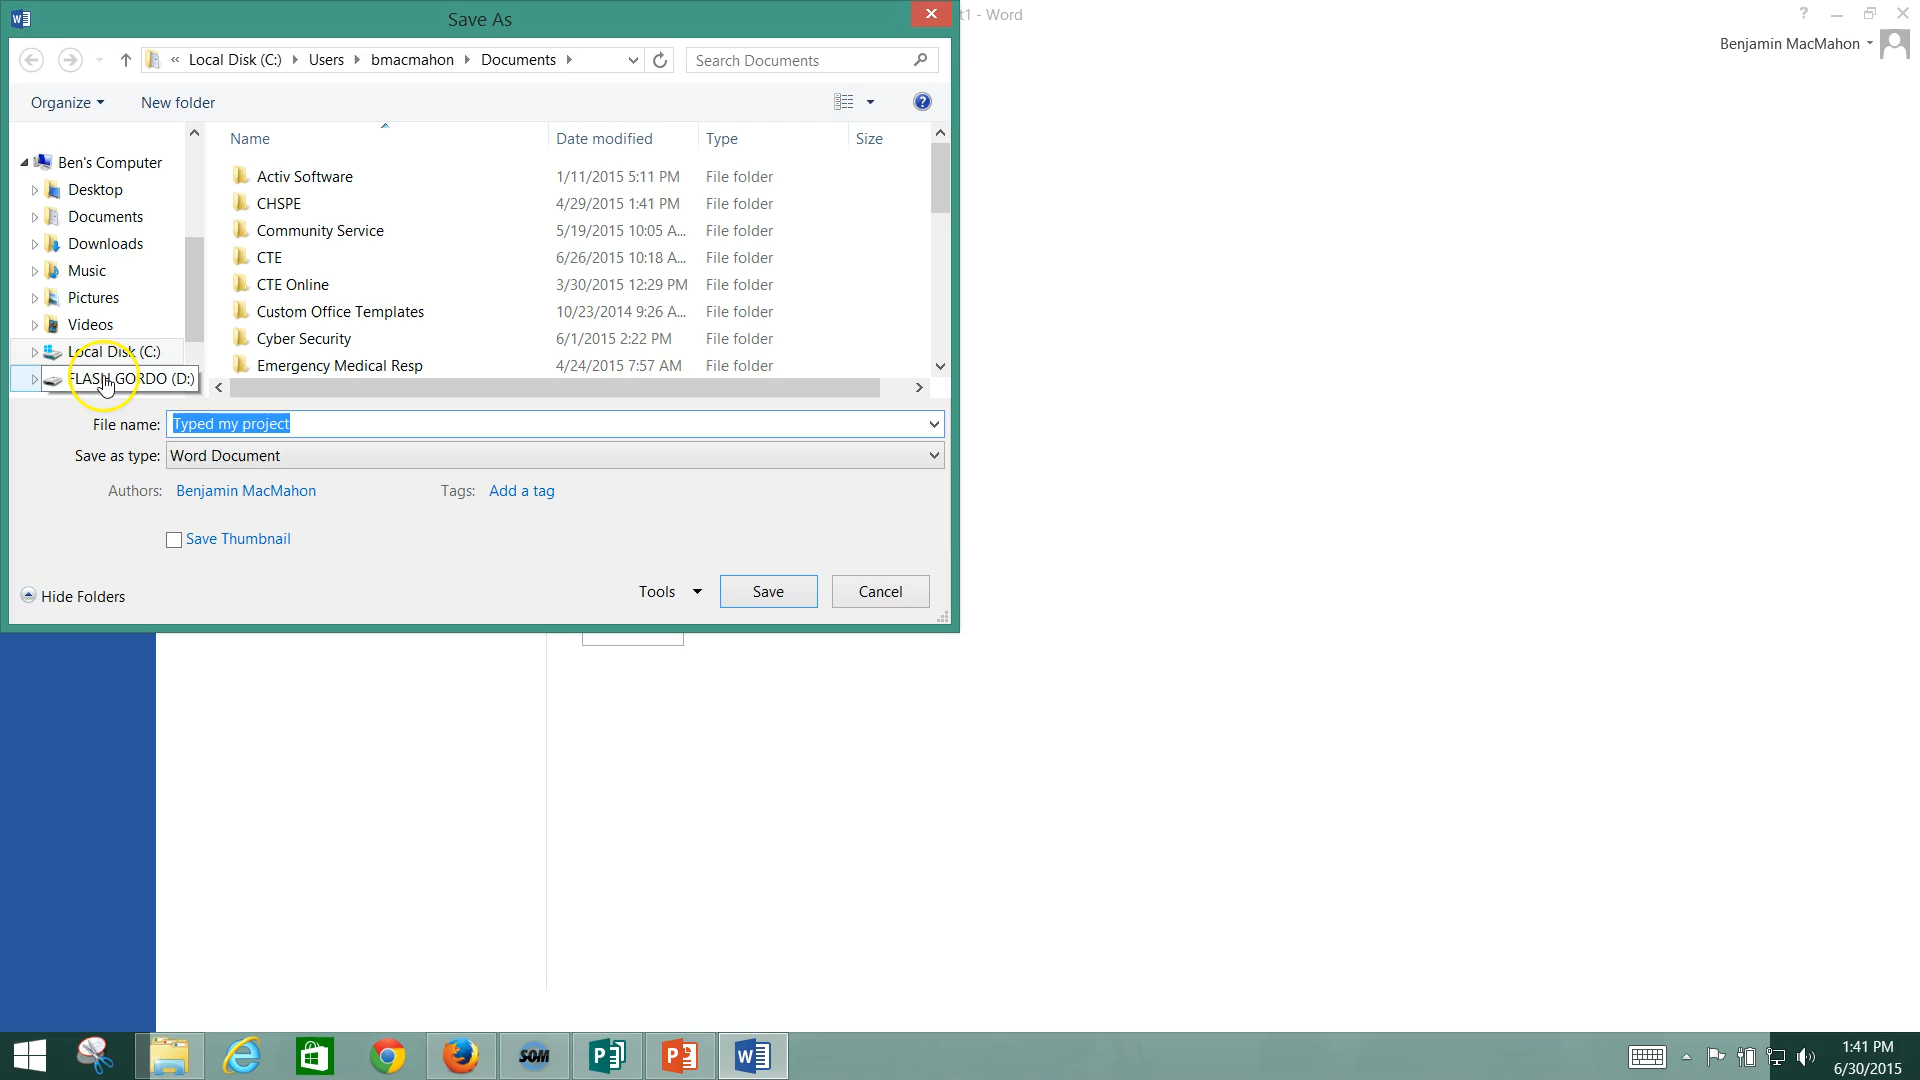 Save As
t1 - Word
Benjamin MacMahon
« Local Disk (C:) Users bmacmahon Documents
Search Documents
Organize
New folder
Name Date modified Type Size
Ben's Computer
Desktop
Documents
Downloads
Music
Pictures
Videos
Local Disk (C:)
FLASH GORDO (D:)
Activ Software 1/11/2015 5:11 PM File folder
CHSPE 4/29/2015 1:41 PM File folder
Community Service 5/19/2015 10:05 A... File folder
CTE 6/26/2015 10:18 A... File folder
CTE Online 3/30/2015 12:29 PM File folder
Custom Office Templates 10/23/2014 9:26 A... File folder
Cyber Security 6/1/2015 2:22 PM File folder
Emergency Medical Resp 4/24/2015 7:57 AM File folder
File name: Typed my project
Save as type: Word Document
Authors: Benjamin MacMahon Tags: Add a tag
Save Thumbnail
Hide Folders
Tools Save Cancel
SOM
1:41 PM
6/30/2015